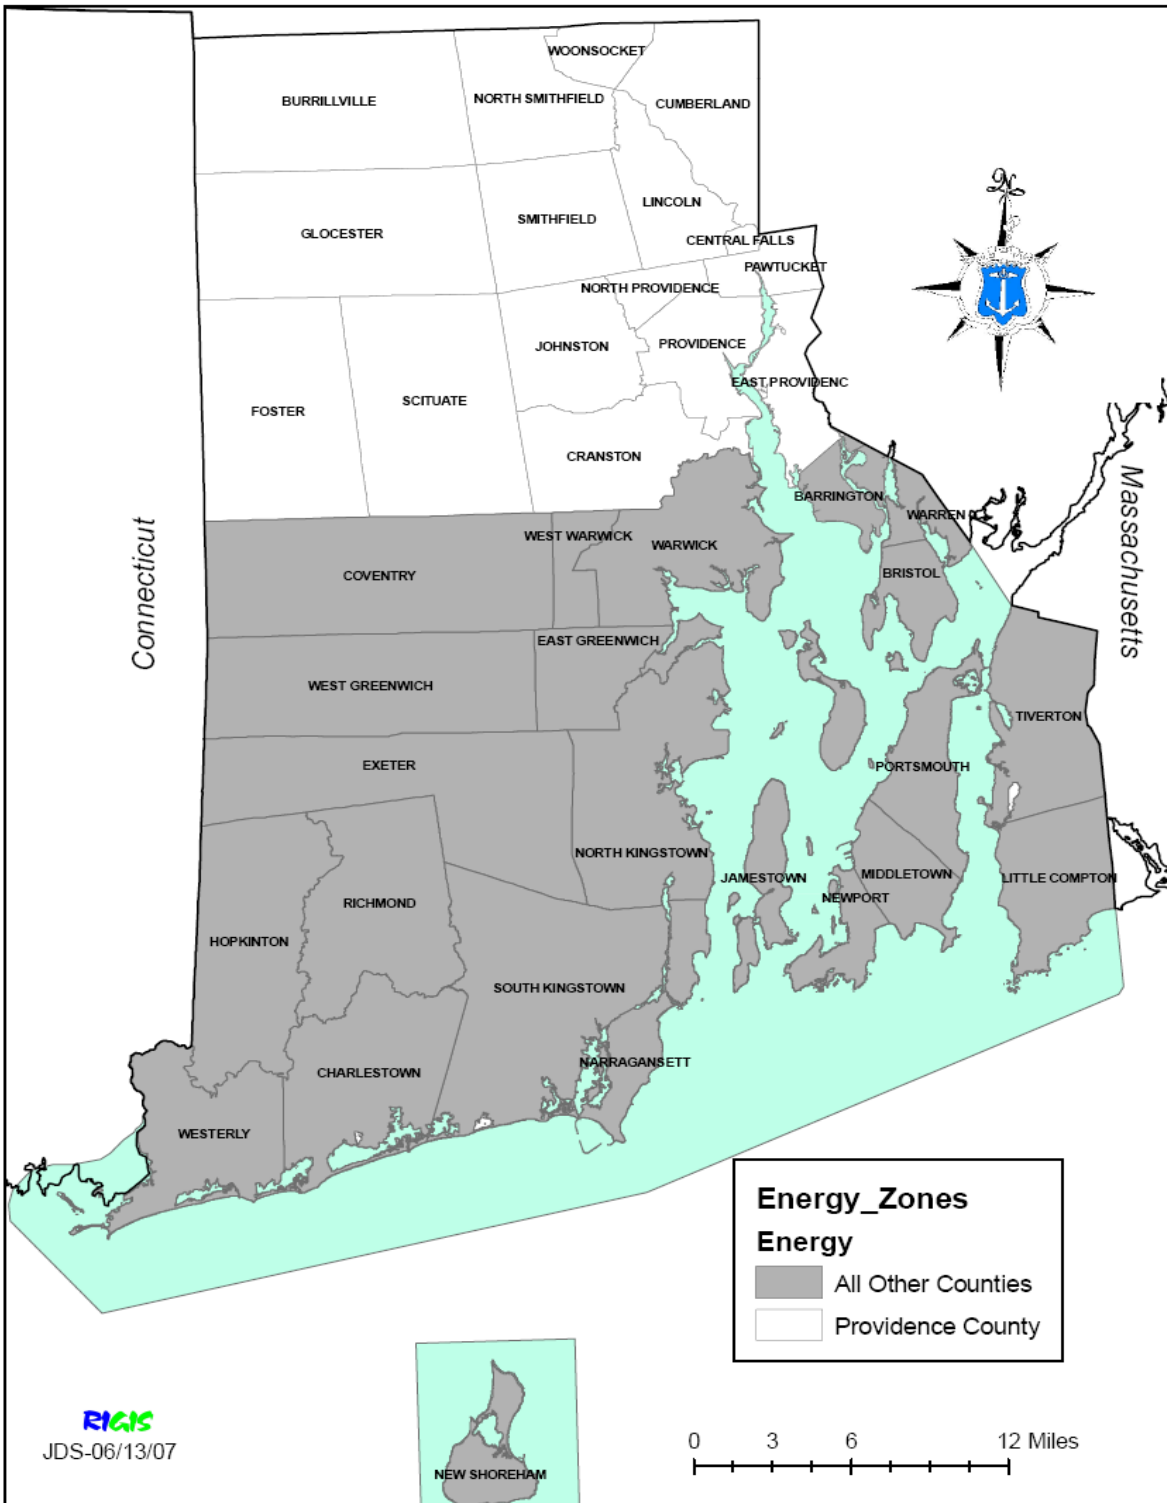 WOONSOCKET
BURRILLVILLE
NORTH SMITHFIELD
CUMBERLAND
LINCOLN
SMITHFIELD
GLOCESTER
CENTRAL FALLS
PAWTUCKET
NORTH PROVIDENCE
JOHNSTON
PROVIDENCE
EAST PROVIDENC
SCITUATE
FOSTER
CRANSTON
BARRINGTON
WARREN
WEST WARWICK
WARWICK
COVENTRY
BRISTOL
EAST GREENWICH
WEST GREENWICH
TIVERTON
EXETER
PORTSMOUTH
NORTH KINGSTOWN
JAMESTOWN
MIDDLETOWN
LITTLE COMPTON
NEWPORT
RICHMOND
HOPKINTON
SOUTH KINGSTOWN
NARRAGANSETT
CHARLESTOWN
WESTERLY
NEW SHOREHAM
Connecticut
Massachusetts
N
Energy_Zones
Energy
All Other Counties
Providence County
RIGIS
JDS-06/13/07
0 3 6 12 Miles